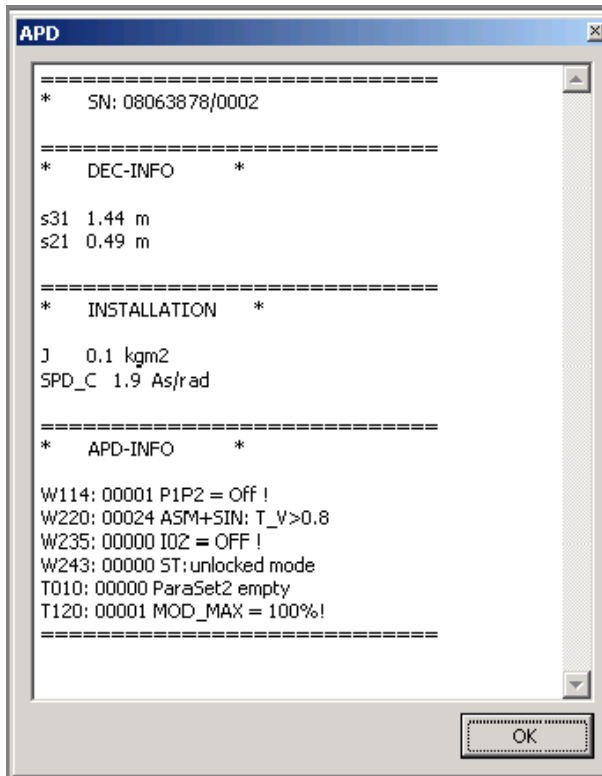 APD
==============================
* SN: 08063878/0002
==============================
* DEC-INFO *
s31 1.44 m
s21 0.49 m
==============================
* INSTALLATION *
J 0.1 kgm2
SPD_C 1.9 As/rad
==============================
* APD-INFO *
W114: 00001 P1P2 = Off !
W220: 00024 ASM+SIN: T_V>0.8
W235: 00000 I02 = OFF !
W243: 00000 ST: unlocked mode
T010: 00000 ParaSet2 empty
T120: 00001 MOD_MAX = 100%!
==============================
OK